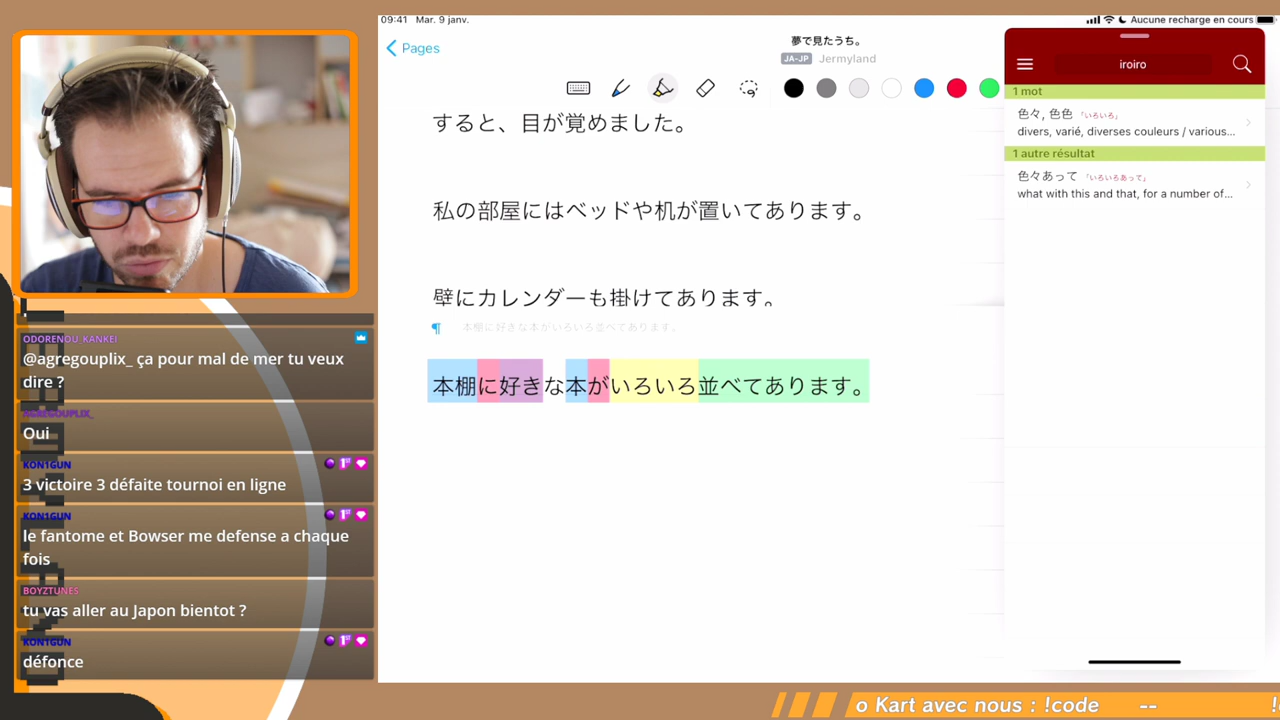 09:41 Mar. 9 janv.
Aucune recharge en cours
Pages
夢で見たうち。
JA-JP Jermyland
すると、目が覚めました。
私の部屋にはベッドや机が置いてあります。
壁にカレンダーも掛けてあります。
本棚に好きな本がいろいろ並べてあります。
本棚に好きな本がいろいろ並べてあります。
iroiro
1 mot
色々, 色色 「いろいろ」
divers, varié, diverses couleurs / various...
1 autre résultat
色々あって 「いろいろあって」
what with this and that, for a number of...
ODORENOU_KANKEI
@agregouplix_ ça pour mal de mer tu veux
dire ?
AGREGOUPLIX_
Oui
KON1GUN
3 victoire 3 défaite tournoi en ligne
KON1GUN
le fantome et Bowser me defense a chaque
fois
BOYZTUNES
tu vas aller au Japon bientot ?
KON1GUN
défonce
o Kart avec nous : !code -- !